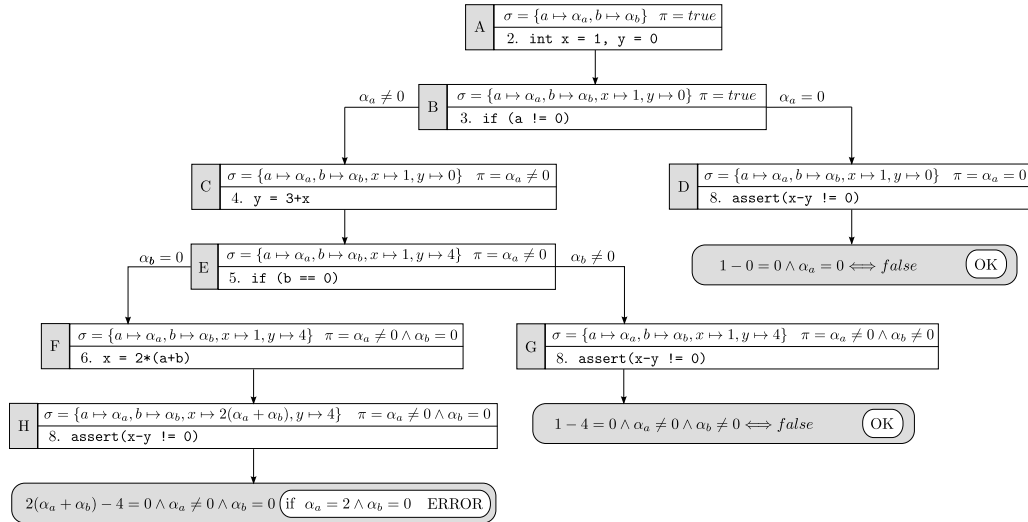 A
σ = {a ↦ α_a, b ↦ α_b} π = true
2. int x = 1, y = 0
α_a ≠ 0
B
σ = {a ↦ α_a, b ↦ α_b, x ↦ 1, y ↦ 0} π = true
3. if (a != 0)
α_a = 0
C
σ = {a ↦ α_a, b ↦ α_b, x ↦ 1, y ↦ 0} π = α_a ≠ 0
4. y = 3+x
D
σ = {a ↦ α_a, b ↦ α_b, x ↦ 1, y ↦ 0} π = α_a = 0
8. assert(x-y != 0)
α_b = 0
E
σ = {a ↦ α_a, b ↦ α_b, x ↦ 1, y ↦ 4} π = α_a ≠ 0
5. if (b == 0)
α_b ≠ 0
1 − 0 = 0 ∧ α_a = 0 ⟺ false OK
F
σ = {a ↦ α_a, b ↦ α_b, x ↦ 1, y ↦ 4} π = α_a ≠ 0 ∧ α_b = 0
6. x = 2*(a+b)
G
σ = {a ↦ α_a, b ↦ α_b, x ↦ 1, y ↦ 4} π = α_a ≠ 0 ∧ α_b ≠ 0
8. assert(x-y != 0)
H
σ = {a ↦ α_a, b ↦ α_b, x ↦ 2(α_a + α_b), y ↦ 4} π = α_a ≠ 0 ∧ α_b = 0
8. assert(x-y != 0)
1 − 4 = 0 ∧ α_a ≠ 0 ∧ α_b ≠ 0 ⟺ false OK
2(α_a + α_b) − 4 = 0 ∧ α_a ≠ 0 ∧ α_b = 0 if α_a = 2 ∧ α_b = 0 ERROR